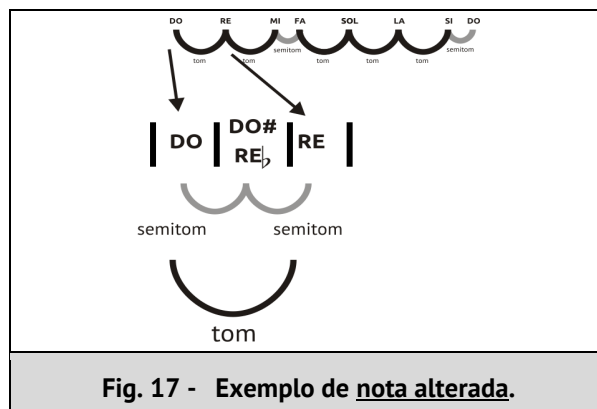 DO RE MI FA SOL LA SI DO
tom tom semitom tom tom tom semitom
DO DO# RE
RE♭
semitom semitom
tom
Fig. 17 - Exemplo de nota alterada.